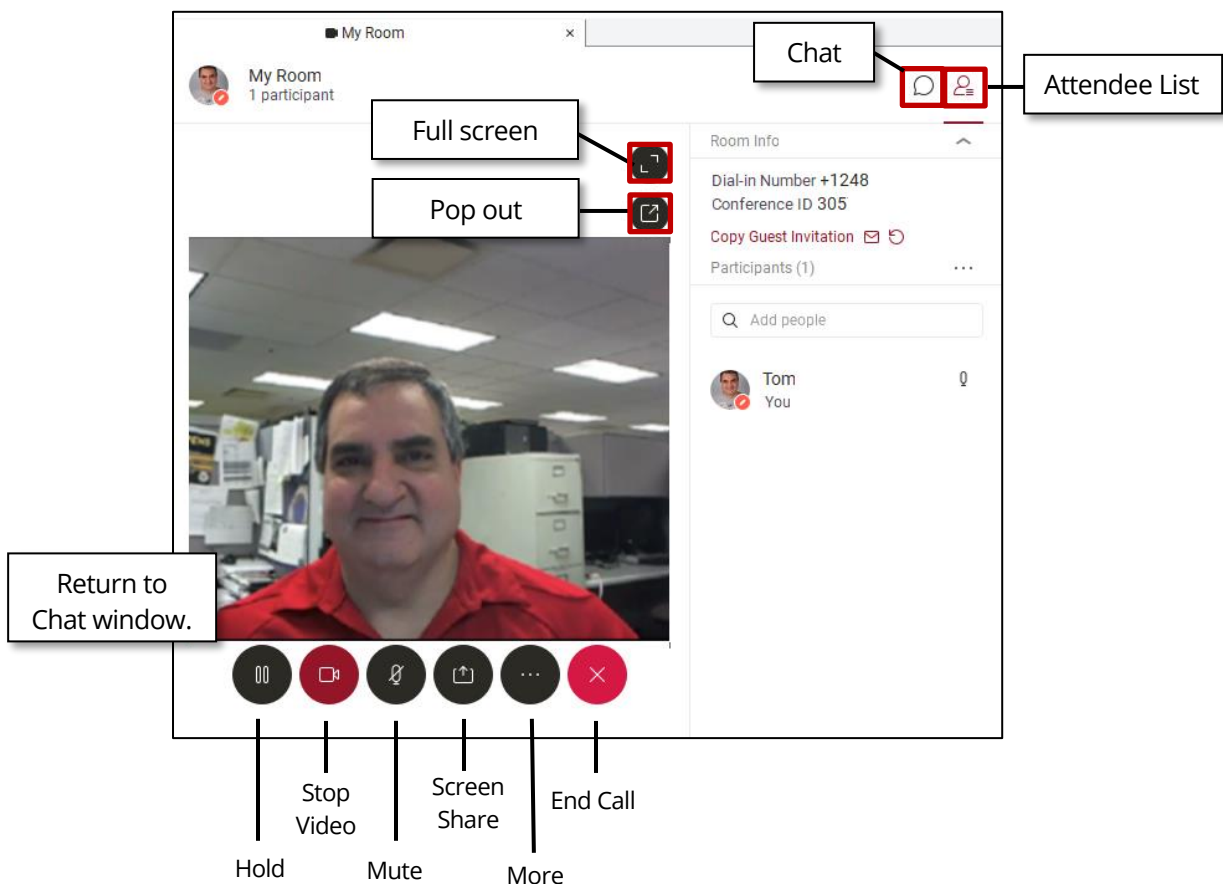 My Room ×
Chat
My Room
1 participant
Attendee List
Full screen
Room Info
Dial-in Number +1248
Pop out
Conference ID 305
Copy Guest Invitation
Participants (1)
Add people
Tom
You
Return to
Chat window.
Stop
Video
Screen
Share
End Call
Hold
Mute
More